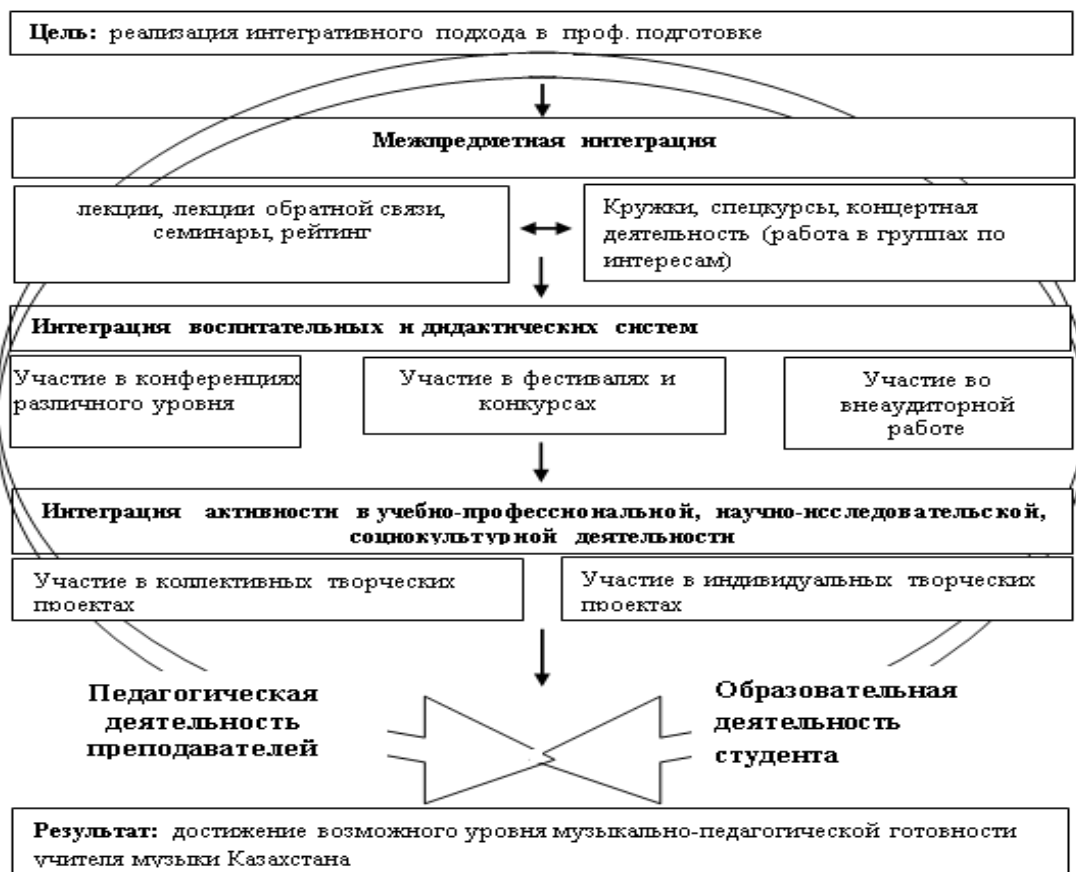 Цель: реализация интегративного подхода в проф. подготовке
Межпредметная интеграция
лекции, лекции обратной связи,
семинары, рейтинг
Кружки, спецкурсы, концертная
деятельность (работа в группах по
интересам)
Интеграция воспитательных и дидактических систем
Участие в конференциях
различного уровня
Участие в фестивалях и
конкурсах
Участие во
внеаудиторной
работе
Интеграция активности в учебно-профессиональной, научно-исследовательской,
социокультурной деятельности
Участие в коллективных творческих
проектах
Участие в индивидуальных творческих
проектах
Педагогическая
деятельность
преподавателей
Образовательная
деятельность
студента
Результат: достижение возможного уровня музыкально-педагогической готовности
учителя музыки Казахстана